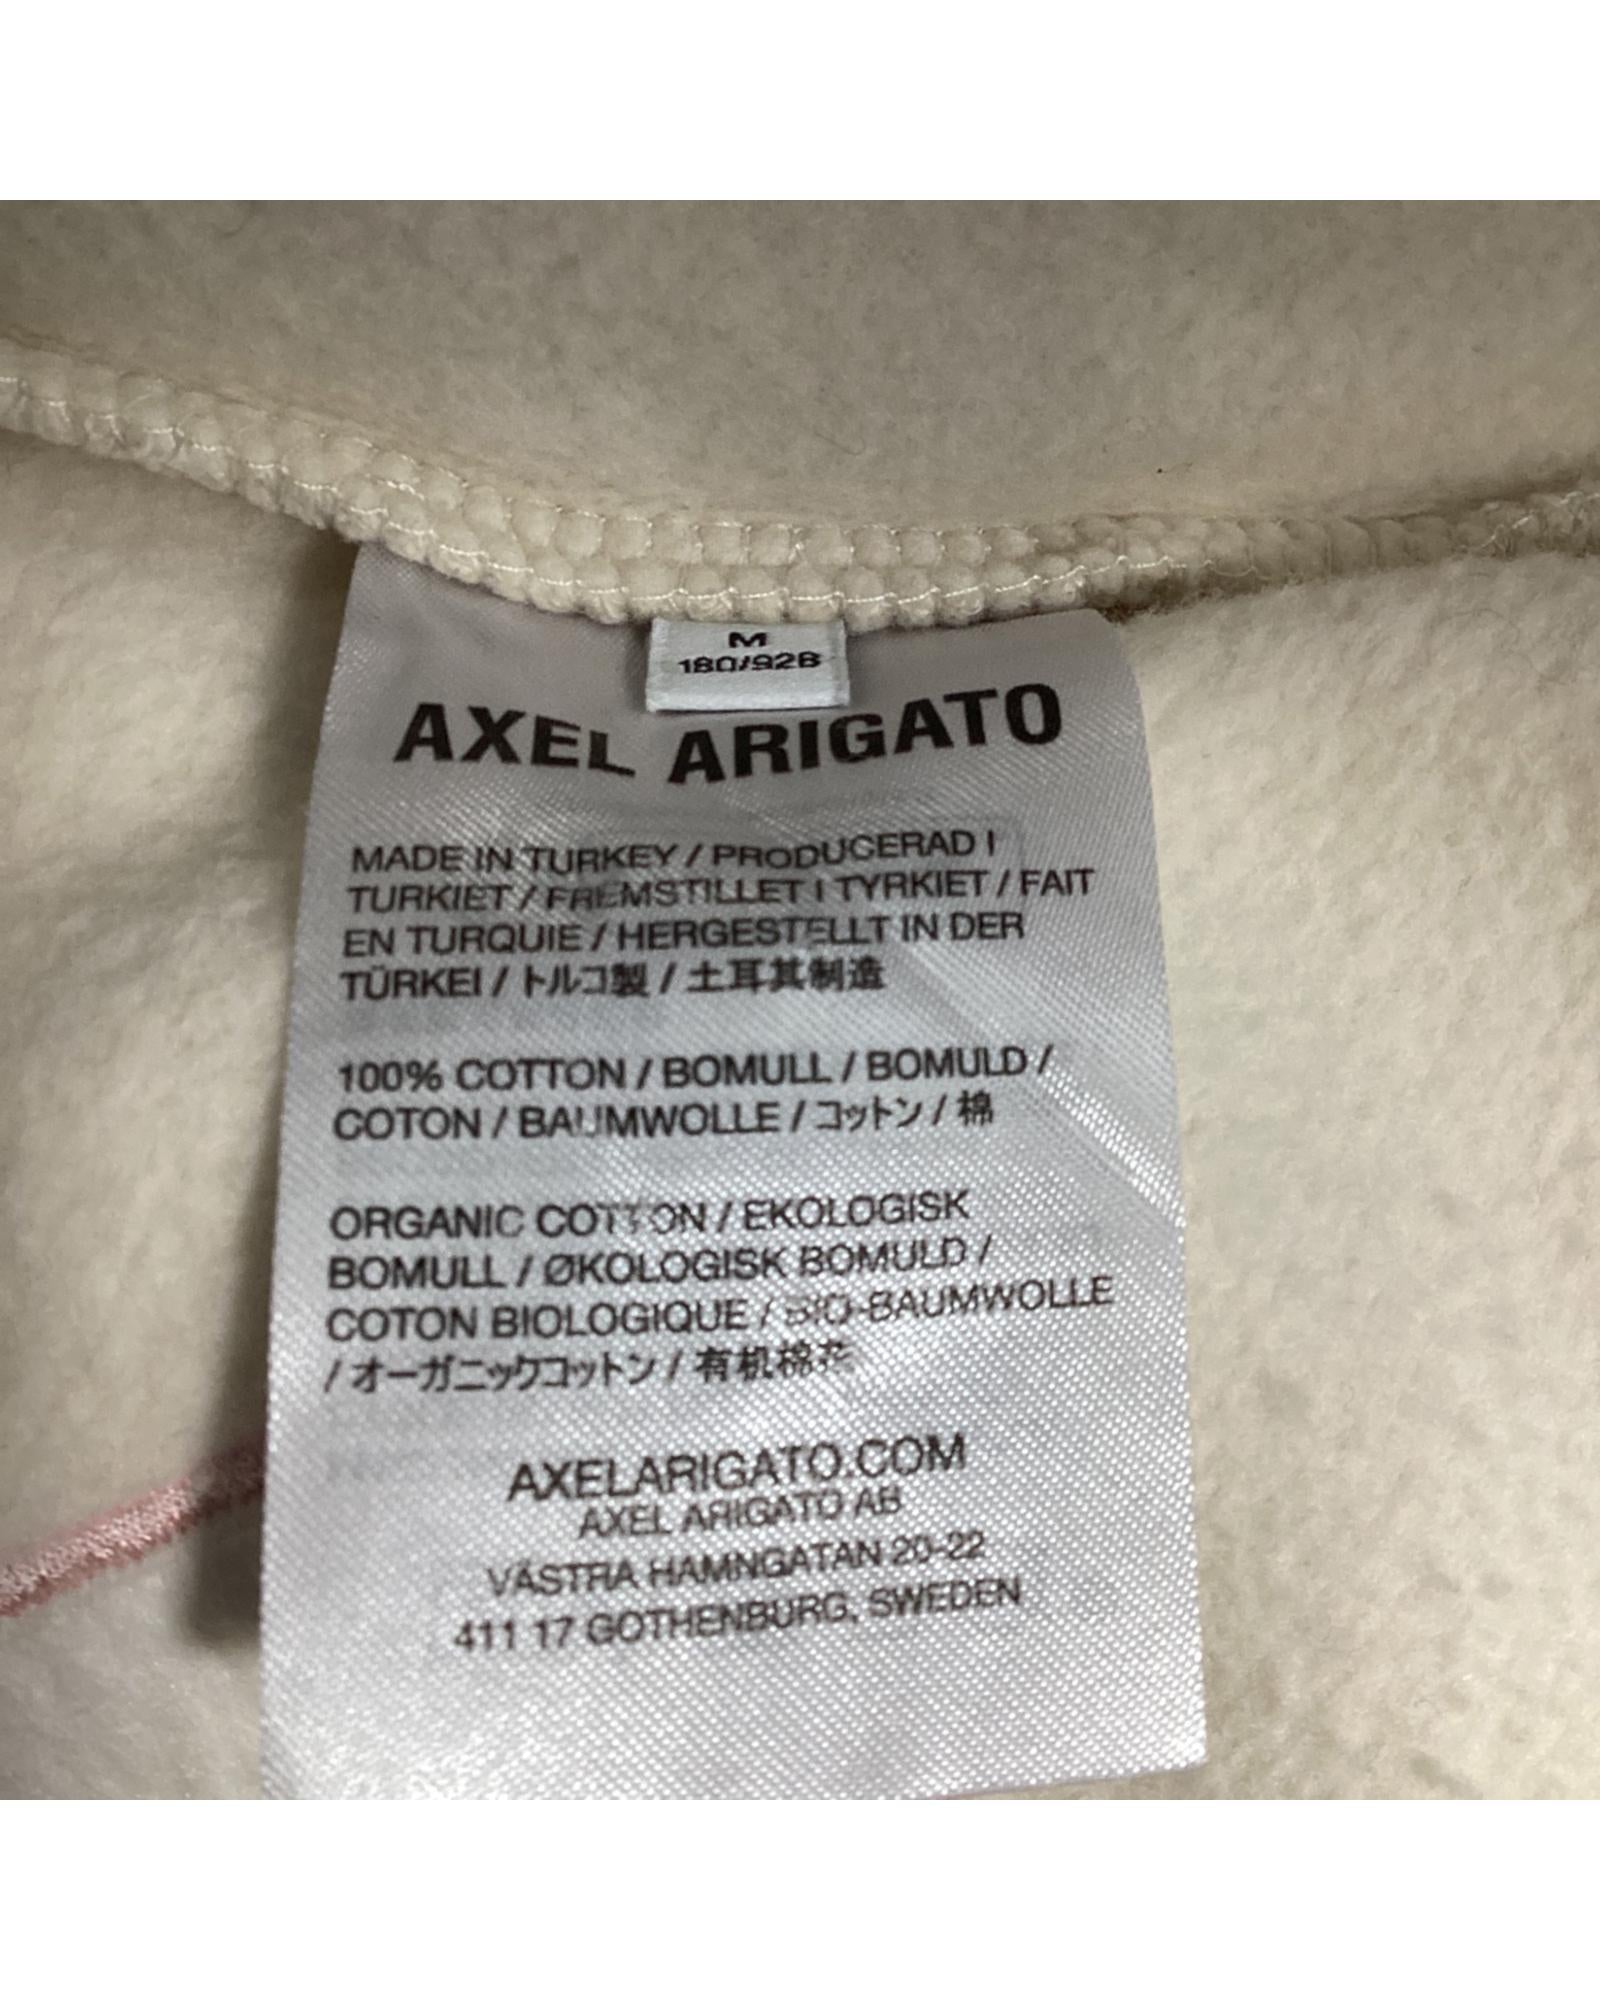 M
180/92B
AXEL ARIGATO
MADE IN TURKEY / PRODUCERAD I
TURKIET / FREMSTILLET I TYRKIET / FAIT
EN TURQUIE / HERGESTELLT IN DER
TÜRKEI / トルコ製 / 土耳其制造
100% COTTON / BOMULL / BOMULD /
COTON / BAUMWOLLE / コットン / 棉
ORGANIC COTTON / EKOLOGISK
BOMULL / ØKOLOGISK BOMULD /
COTON BIOLOGIQUE / BIO-BAUMWOLLE
/ オーガニックコットン / 有机棉花
AXELARIGATO.COM
AXEL ARIGATO AB
VÄSTRA HAMNGATAN 20-22
411 17 GOTHENBURG, SWEDEN